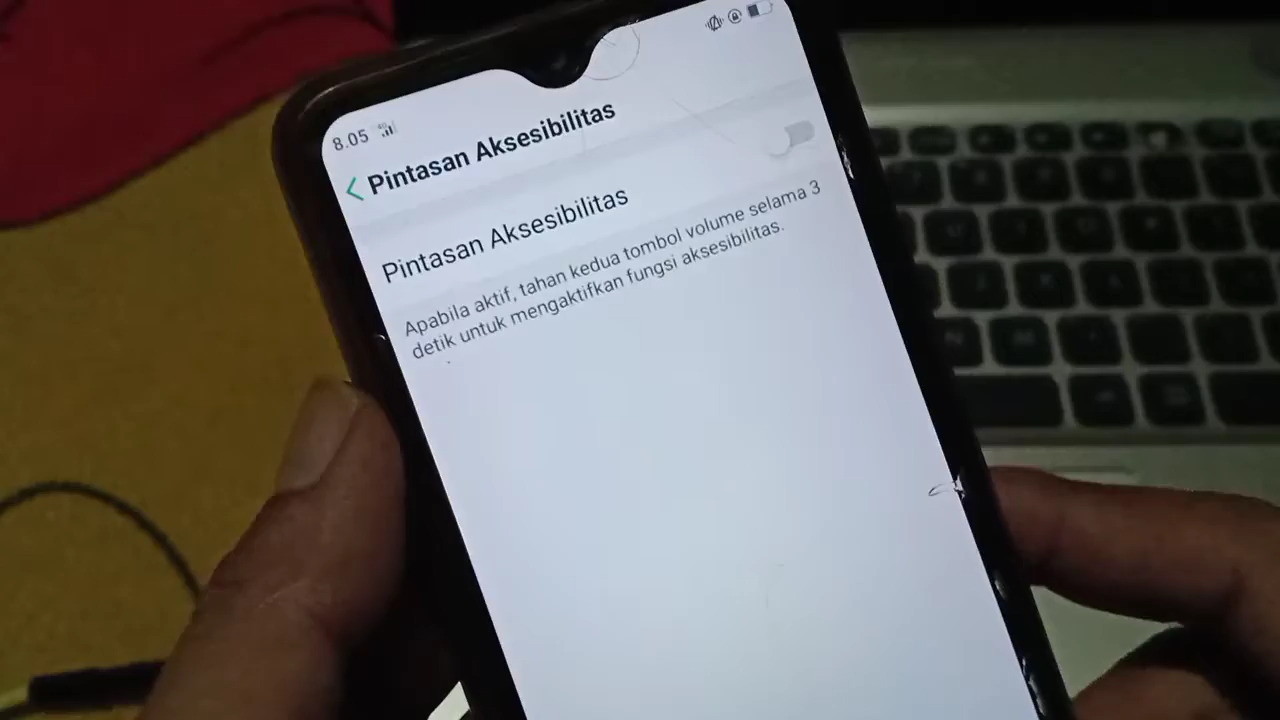 8.05 4G
Pintasan Aksesibilitas
Pintasan Aksesibilitas
Apabila aktif, tahan kedua tombol volume selama 3
detik untuk mengaktifkan fungsi aksesibilitas.